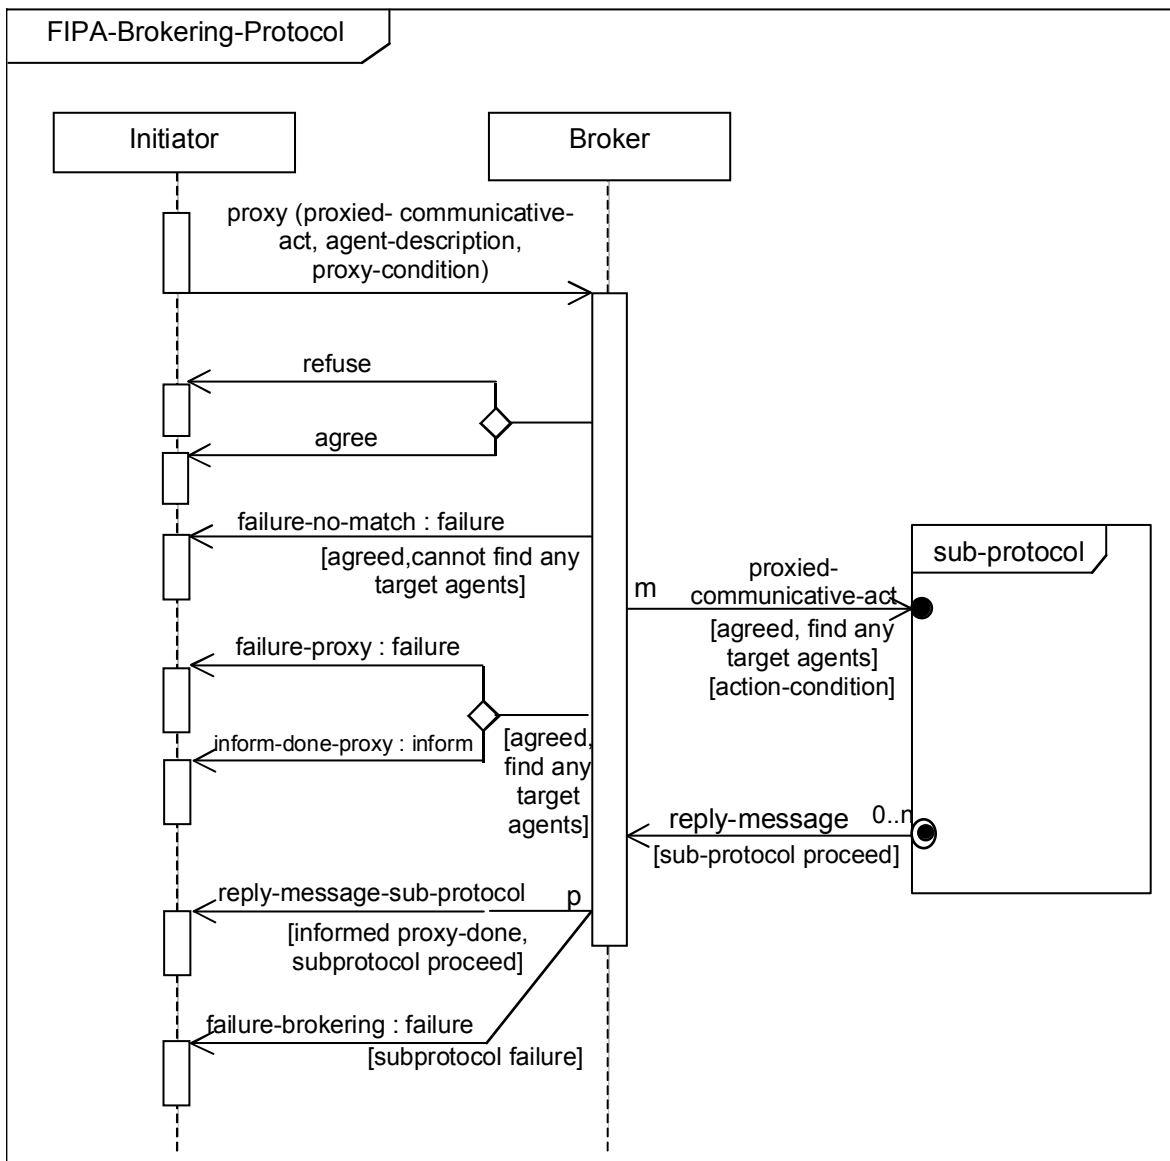 FIPA-Brokering-Protocol
Initiator
Broker
proxy (proxied- communicative-
act, agent-description,
proxy-condition)
refuse
agree
failure-no-match : failure
[agreed,cannot find any
target agents]
sub-protocol
m
proxied-
communicative-act
[agreed, find any
target agents]
[action-condition]
failure-proxy : failure
inform-done-proxy : inform
[agreed,
find any
target
agents]
reply-message
0..n
[sub-protocol proceed]
reply-message-sub-protocol
p
[informed proxy-done,
subprotocol proceed]
failure-brokering : failure
[subprotocol failure]